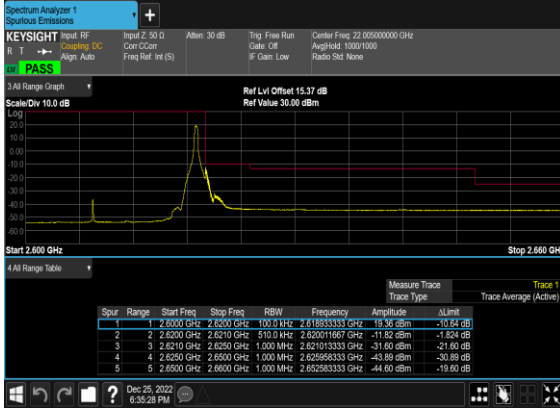 Spectrum Analyzer 1
Spurious Emissions
+
KEYSIGHT Input: RF Input Z: 50 Ω Atten: 30 dB Trig: Free Run Center Freq: 22.005000000 GHz
R T Coupling: DC Corr CCorr Gate: Off Avg|Hold: 1000/1000
Align: Auto Freq Ref: Int (S) IF Gain: Low Radio Std: None
PASS
3 All Range Graph
Ref Lvl Offset 15.37 dB
Scale/Div 10.0 dB Ref Value 30.00 dBm
Log
20.0
10.0
0.00
-10.0
-20.0
-30.0
-40.0
-50.0
-60.0
Start 2.600 GHz Stop 2.660 GH
4 All Range Table
Measure Trace Trace 1
Trace Type Trace Average (Active)
Spur Range Start Freq Stop Freq RBW Frequency Amplitude ΔLimit
1 1 2.6000 GHz 2.6200 GHz 100.0 kHz 2.618933333 GHz 19.36 dBm -10.64 dB
2 2 2.6200 GHz 2.6210 GHz 510.0 kHz 2.620011667 GHz -11.82 dBm -1.824 dB
3 3 2.6210 GHz 2.6250 GHz 1.000 MHz 2.621013333 GHz -31.60 dBm -21.60 dB
4 4 2.6250 GHz 2.6500 GHz 1.000 MHz 2.625958333 GHz -43.89 dBm -30.89 dB
5 5 2.6500 GHz 2.6600 GHz 1.000 MHz 2.652583333 GHz -44.60 dBm -19.60 dB
?
Dec 25, 2022
6:35:28 PM